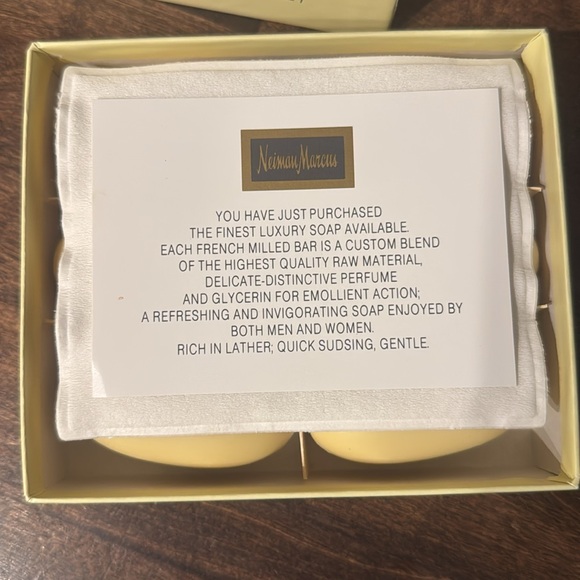 Neiman Marcus
YOU HAVE JUST PURCHASED
THE FINEST LUXURY SOAP AVAILABLE.
EACH FRENCH MILLED BAR IS A CUSTOM BLEND
OF THE HIGHEST QUALITY RAW MATERIAL,
DELICATE-DISTINCTIVE PERFUME
AND GLYCERIN FOR EMOLLIENT ACTION;
A REFRESHING AND INVIGORATING SOAP ENJOYED BY
BOTH MEN AND WOMEN.
RICH IN LATHER; QUICK SUDSING, GENTLE.